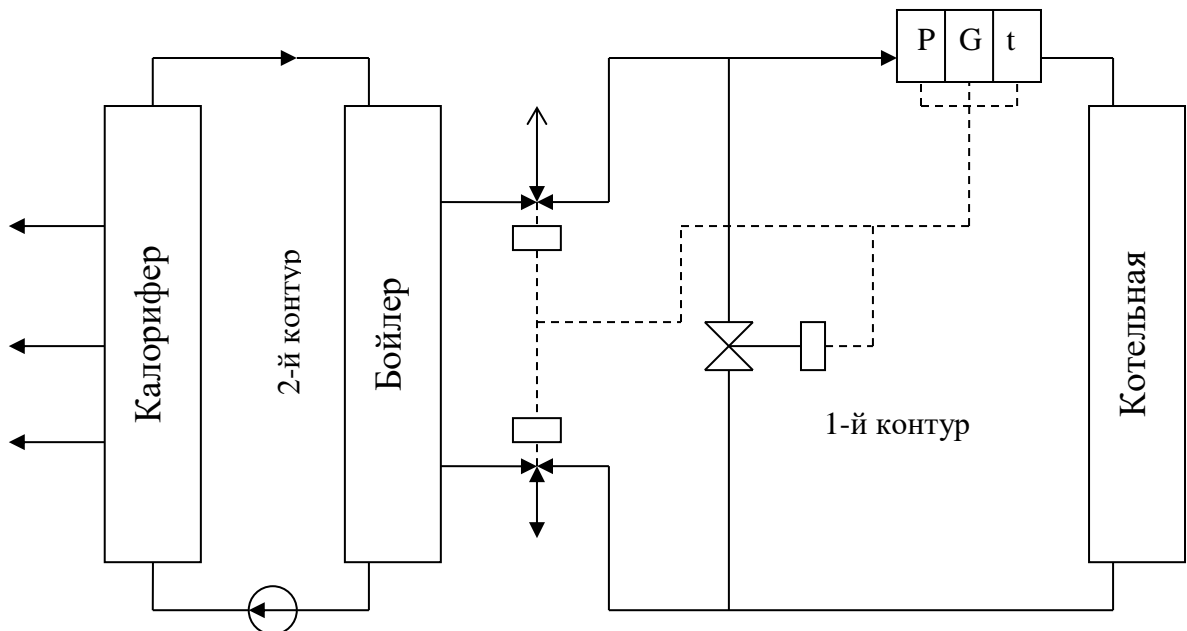 P G t
Калорифер
2-й контур
Бойлер
1-й контур
Котельная